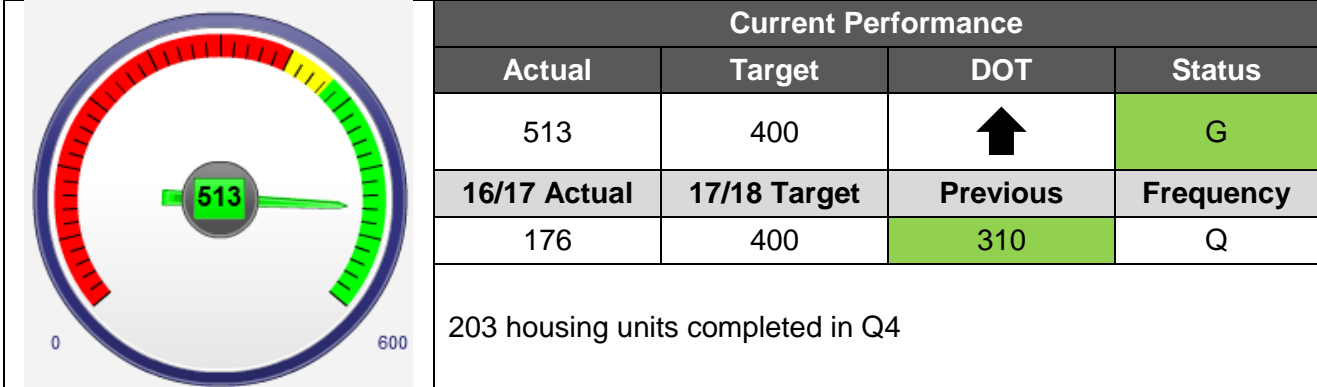 Current Performance
Actual Target DOT Status
513 400 G
16/17 Actual 17/18 Target Previous Frequency
176 400 310 Q
203 housing units completed in Q4
513
0 600